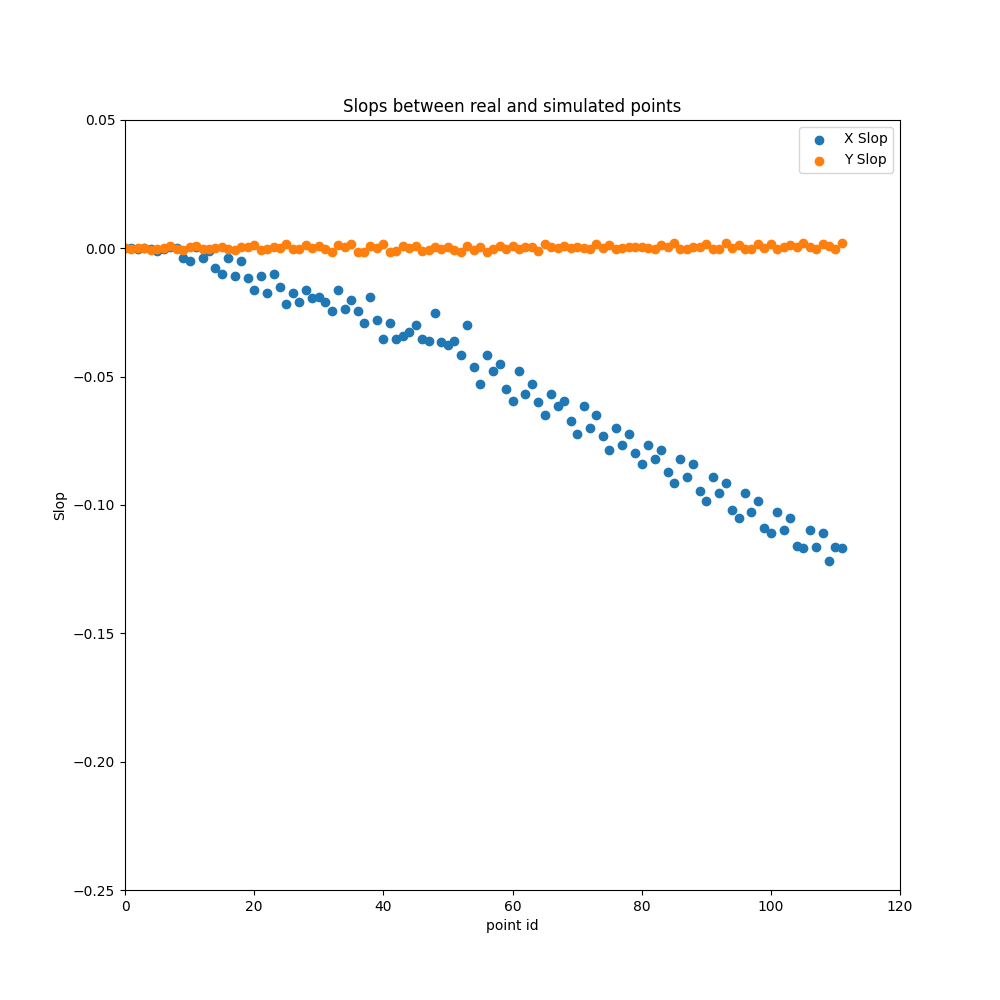 Slops between real and simulated points
X Slop
Y Slop
0.05
0.00
−0.05
−0.10
−0.15
−0.20
−0.25
Slop
0 20 40 60 80 100 120
point id